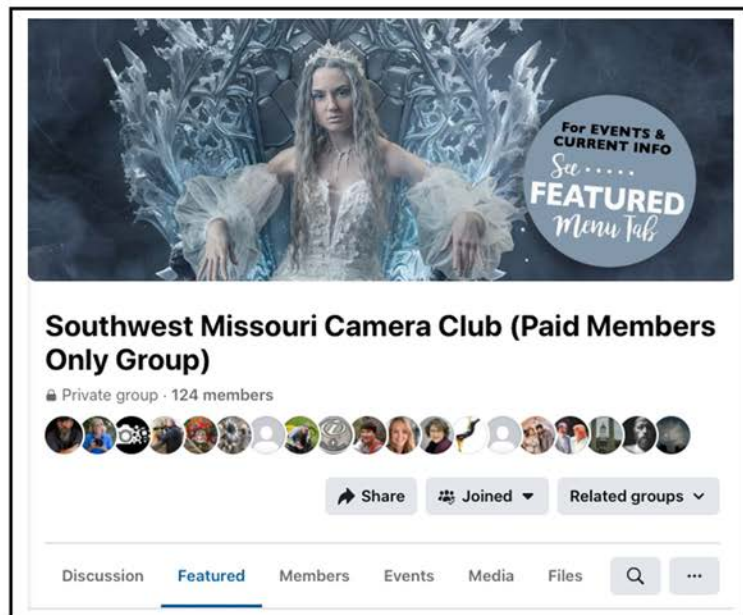 For EVENTS &
CURRENT INFO
See .....
FEATURED
Menu Tab
Southwest Missouri Camera Club (Paid Members
Only Group)
Private group · 124 members
Share
Joined
Related groups
Discussion Featured Members Events Media Files